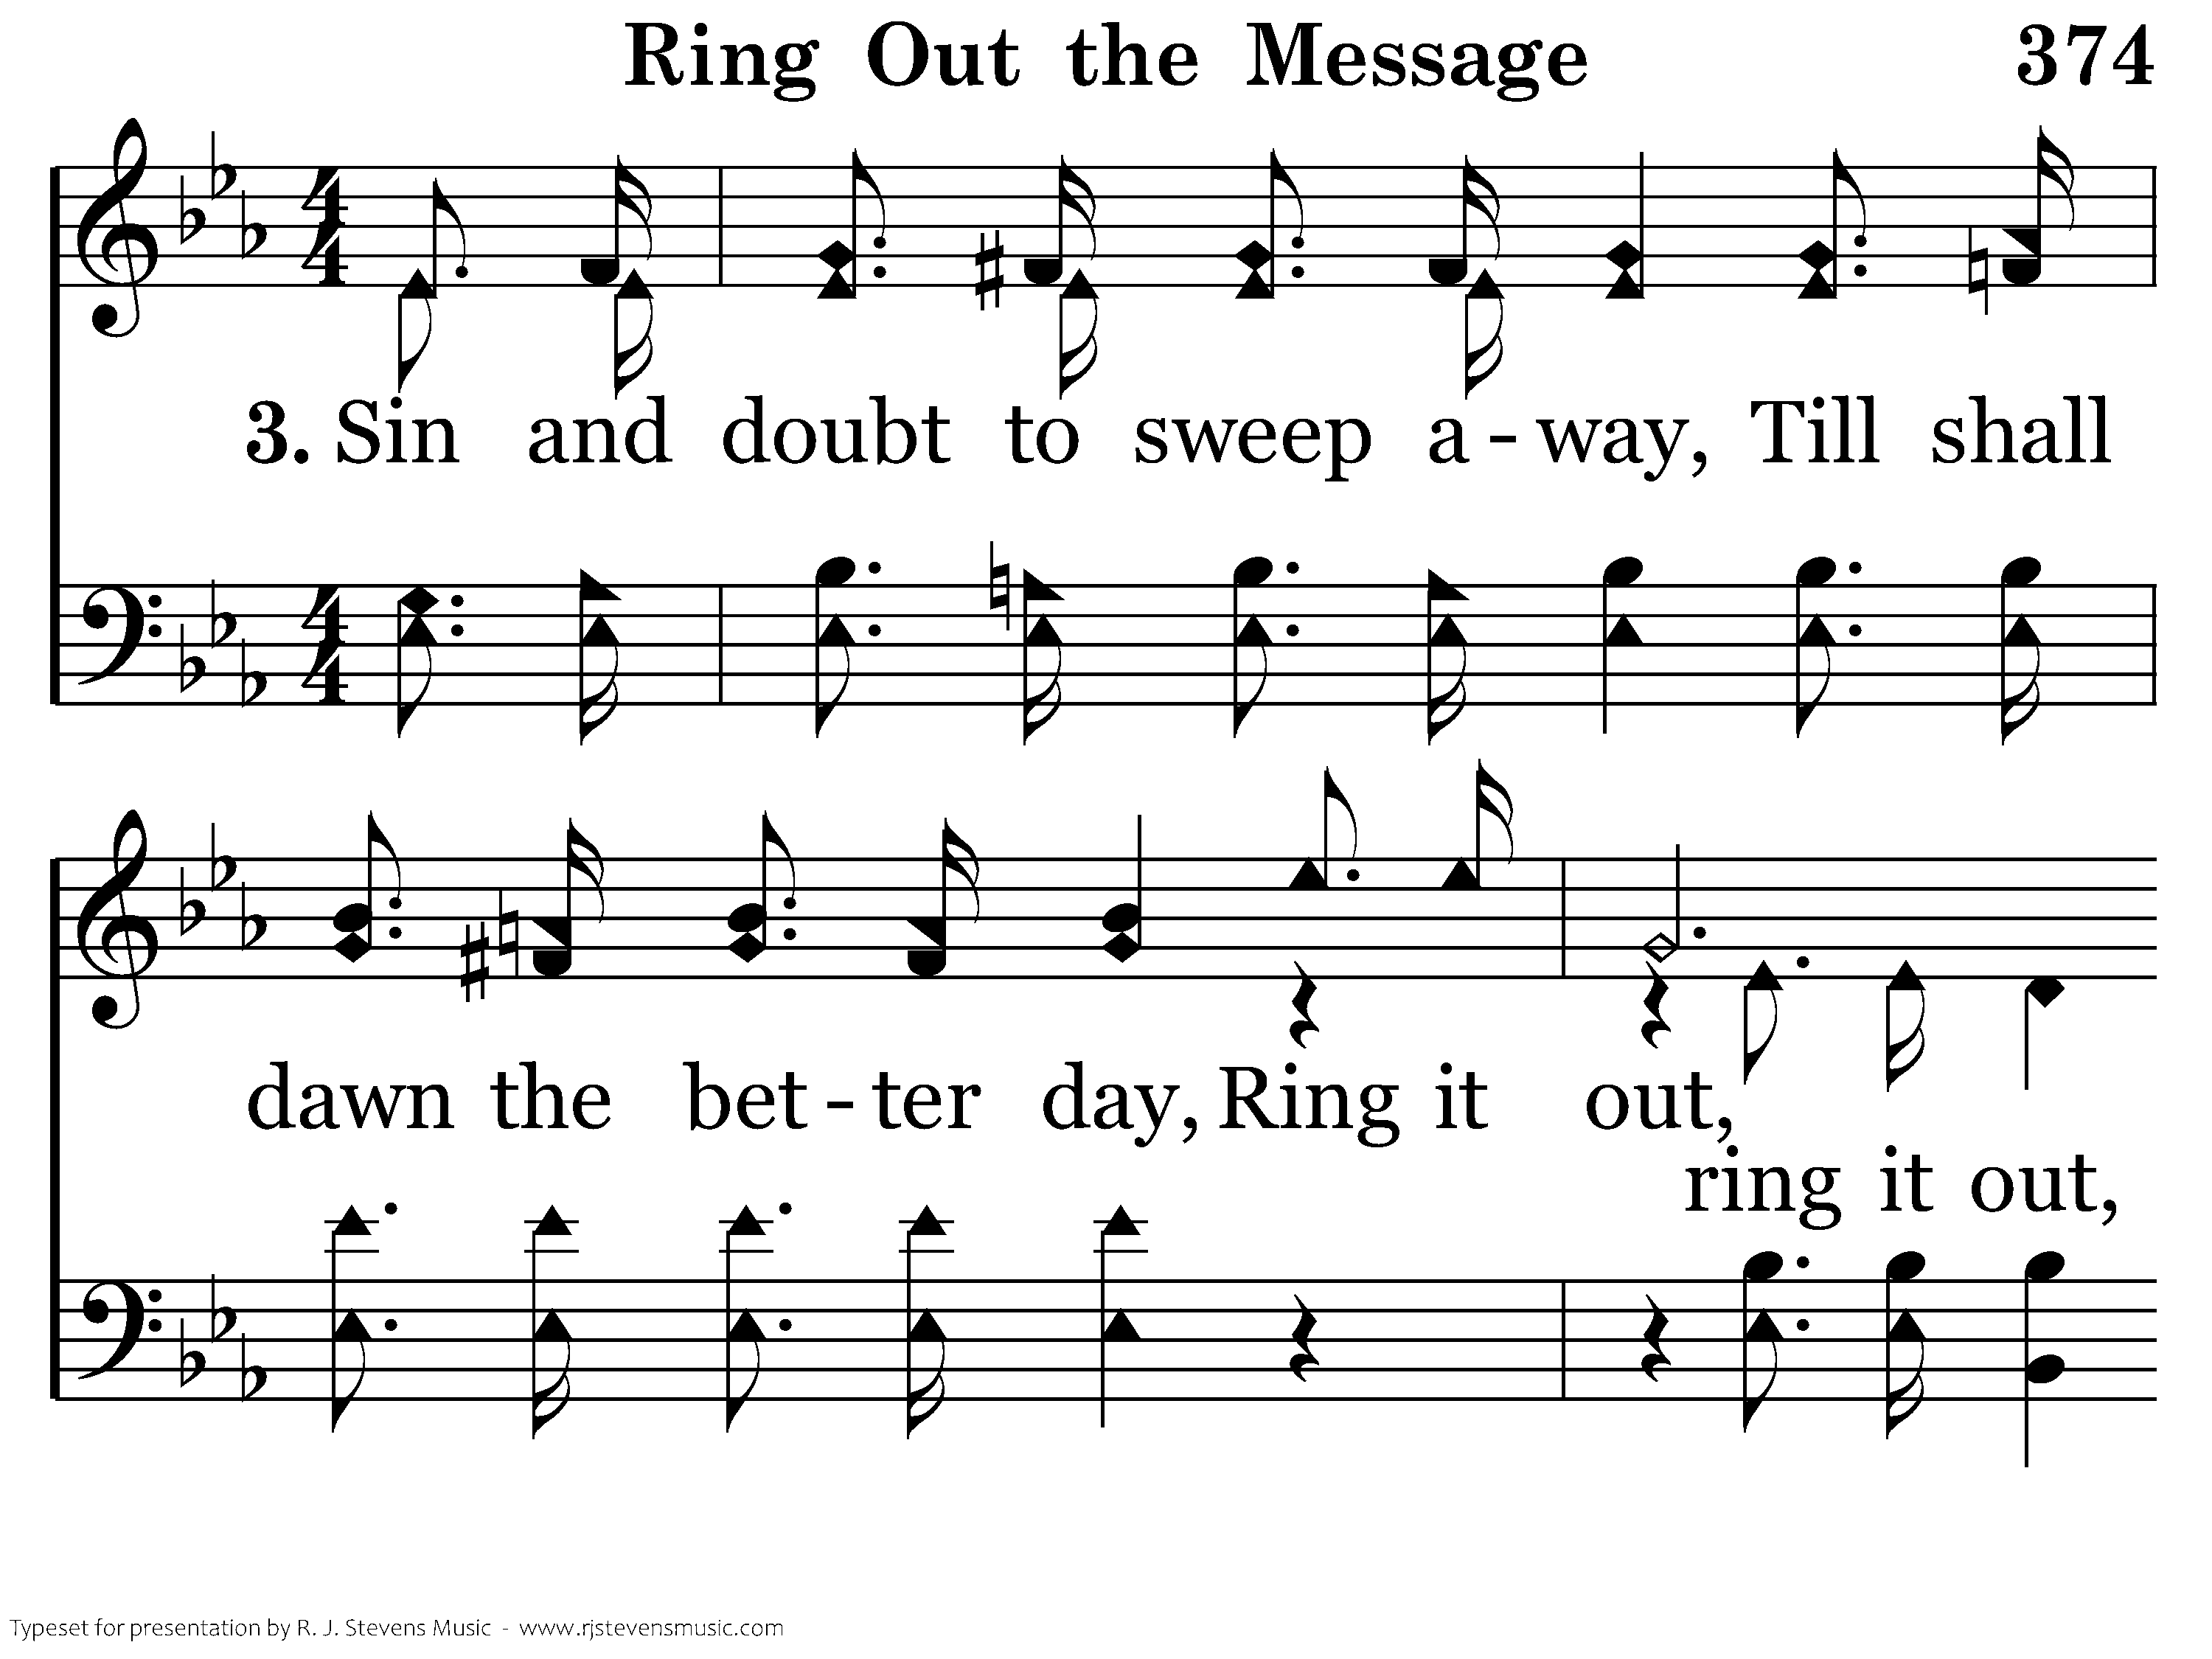 Ring Out the Message 374
3. Sin and doubt to sweep a - way, Till shall
dawn the bet - ter day, Ring it out,
ring it out,
Typeset for presentation by R. J. Stevens Music - www.rjstevensmusic.com